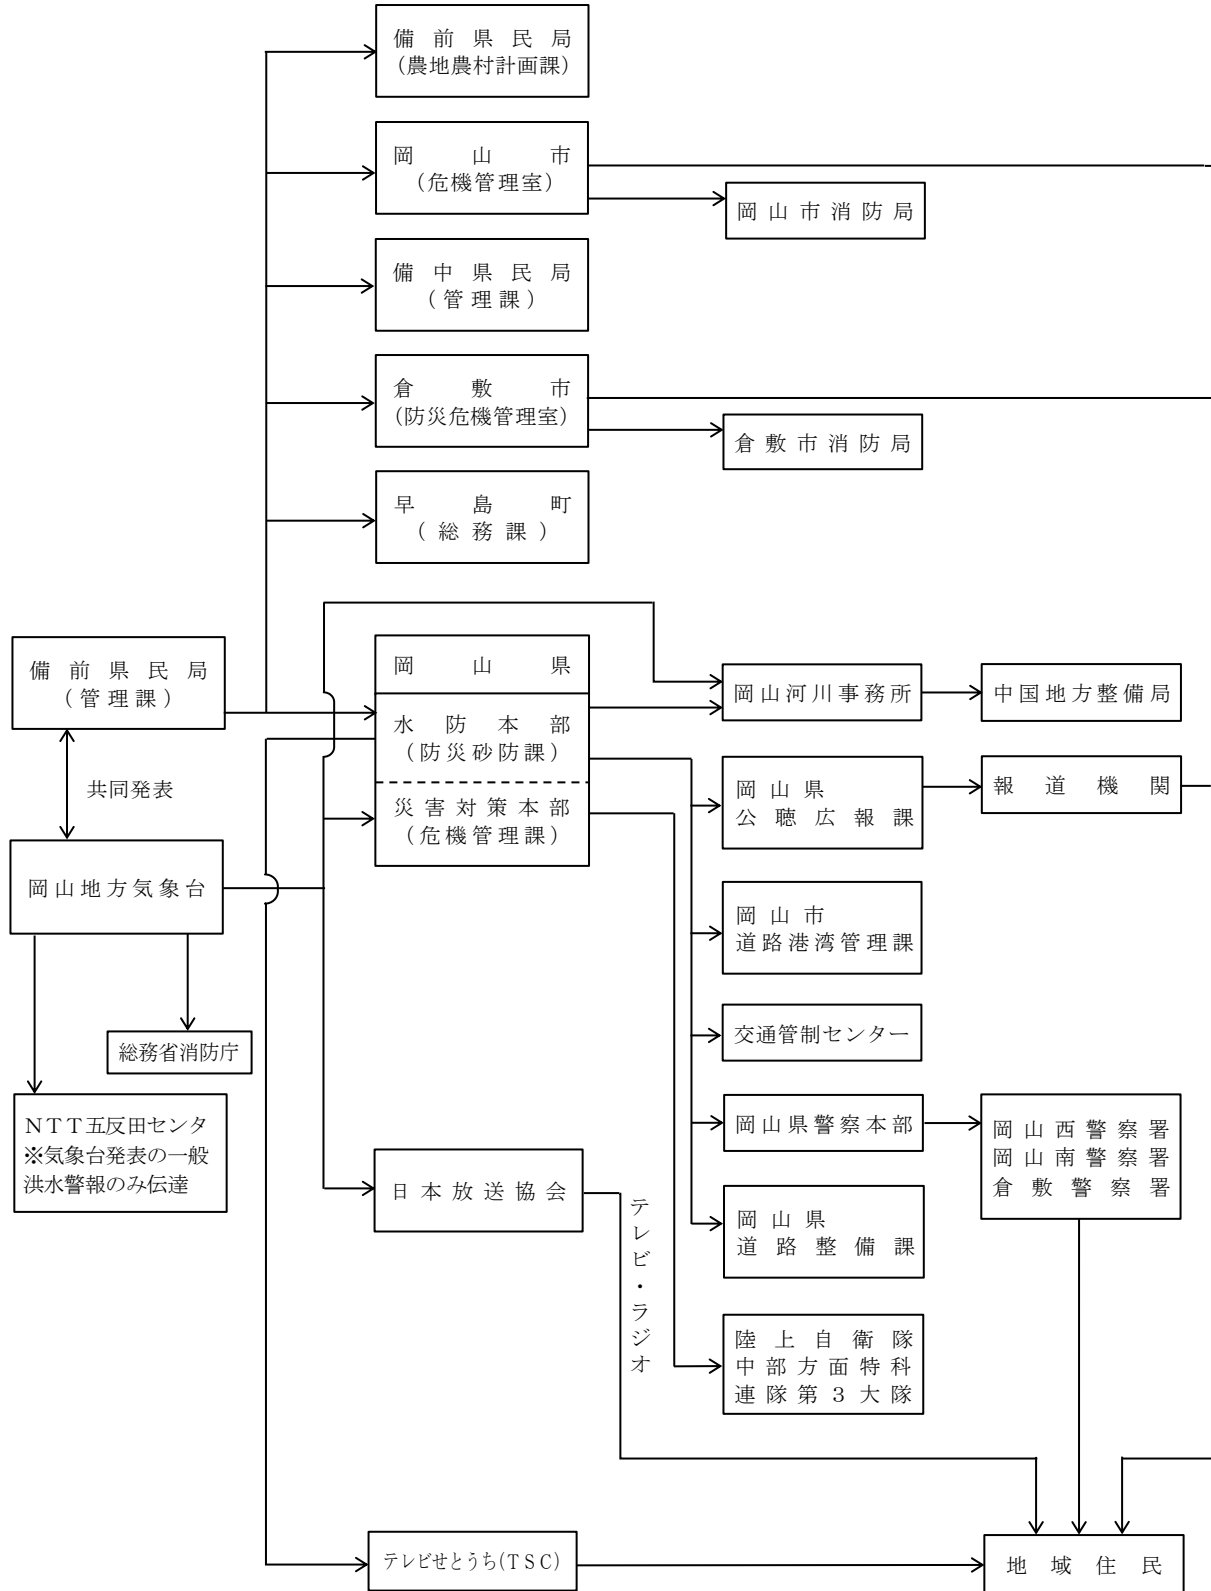 備前県民局
(農地農村計画課)
岡山市
(危機管理室)
岡山市消防局
備中県民局
(管理課)
倉敷市
(防災危機管理室)
倉敷市消防局
早島町
(総務課)
備前県民局
(管理課)
共同発表
岡山地方気象台
総務省消防庁
NTT五反田センタ
※気象台発表の一般
洪水警報のみ伝達
岡山県
水防本部
(防災砂防課)
災害対策本部
(危機管理課)
岡山河川事務所
中国地方整備局
岡山県
公聴広報課
報道機関
岡山市
道路港湾管理課
交通管制センター
岡山県警察本部
岡山西警察署
岡山南警察署
倉敷警察署
日本放送協会
テレビ・ラジオ
岡山県
道路整備課
陸上自衛隊
中部方面特科
連隊第3大隊
テレビせとうち(TSC)
地域住民